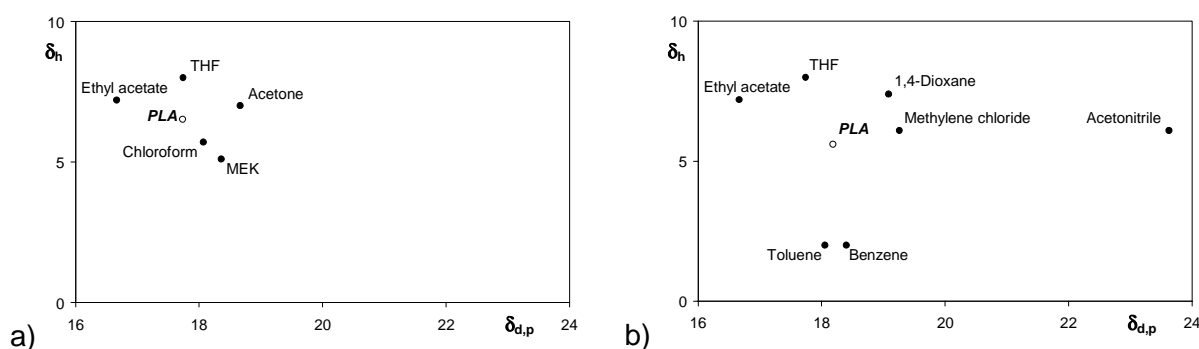 10
δh
THF
Ethyl acetate
Acetone
PLA
Chloroform
MEK
5
0
16
18
20
22
δd,p
24
a)
10
δh
THF
1,4-Dioxane
Ethyl acetate
PLA
Methylene chloride
Acetonitrile
5
Toluene
Benzene
0
16
18
20
22
δd,p
24
b)